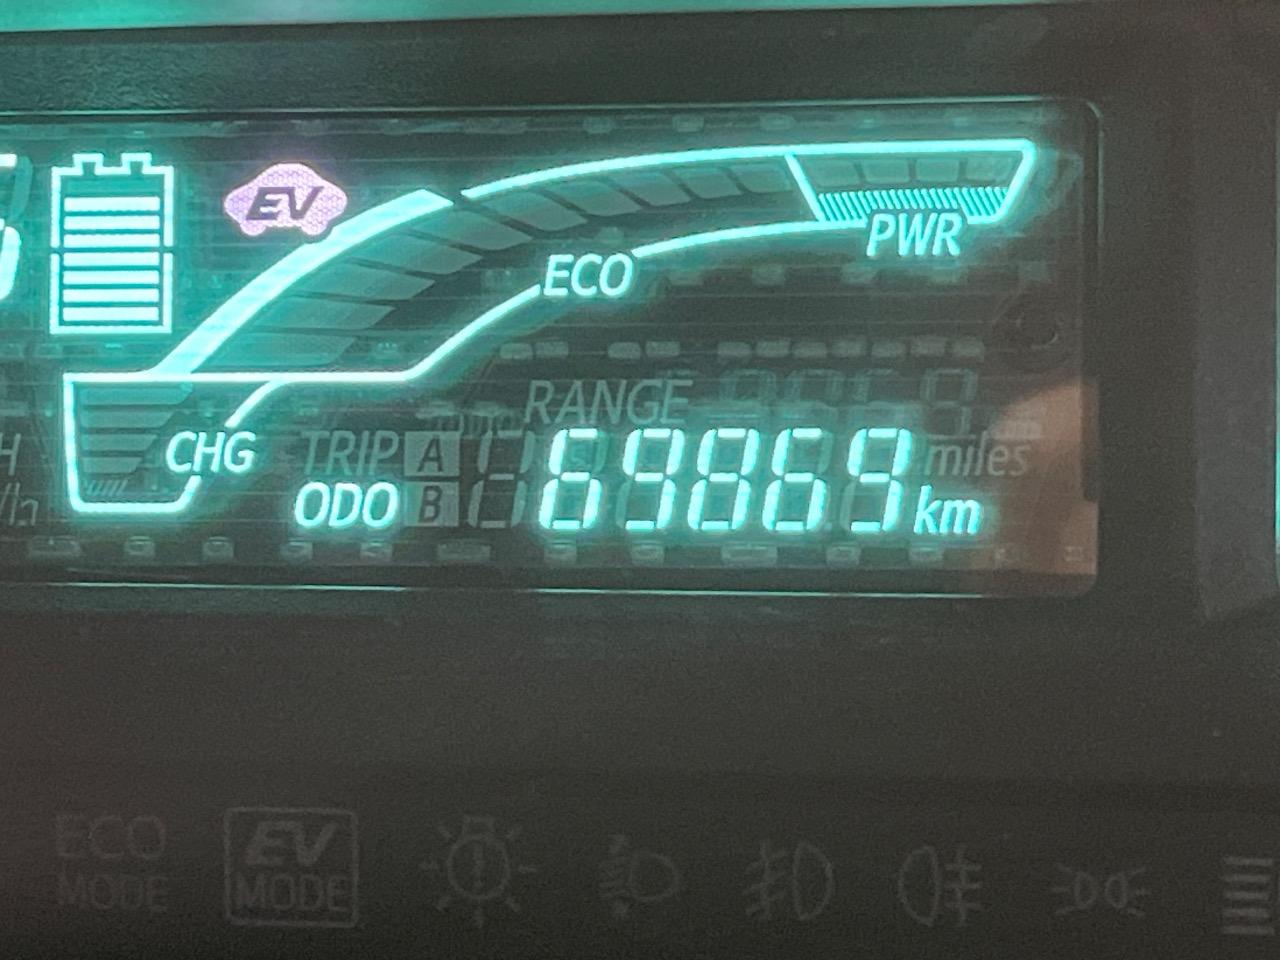 EV
PWR
ECO
RANGE
CHG
TRIP A
miles
ODO B 69869 km
ECO MODE
EV MODE